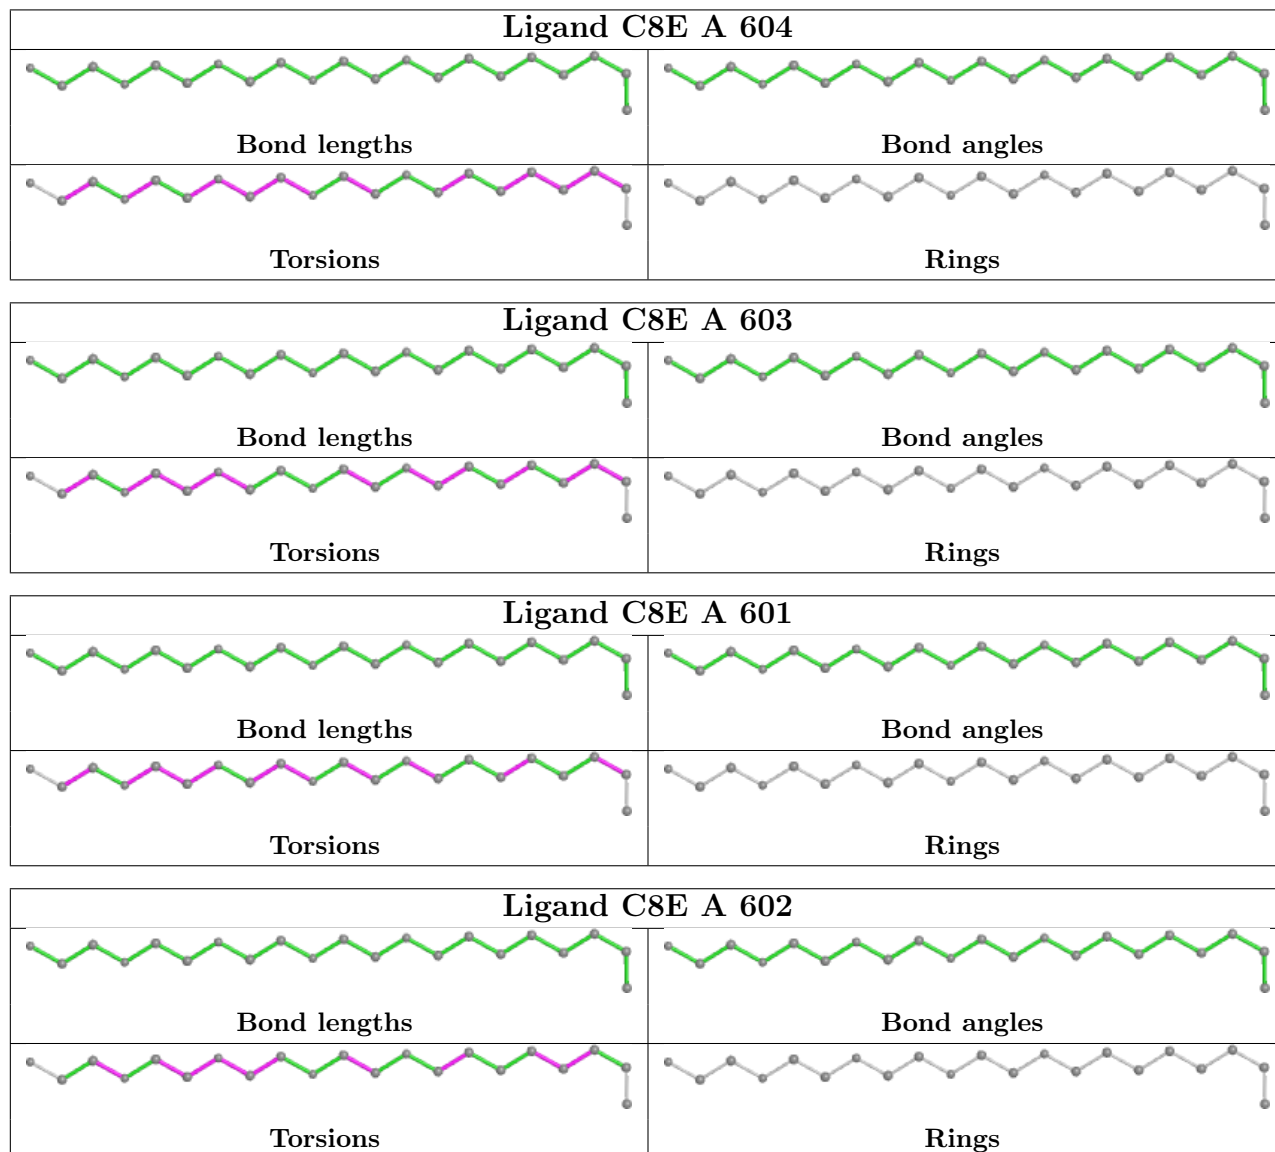 Ligand C8E A 604
Bond lengths
Bond angles
Torsions
Rings
Ligand C8E A 603
Bond lengths
Bond angles
Torsions
Rings
Ligand C8E A 601
Bond lengths
Bond angles
Torsions
Rings
Ligand C8E A 602
Bond lengths
Bond angles
Torsions
Rings